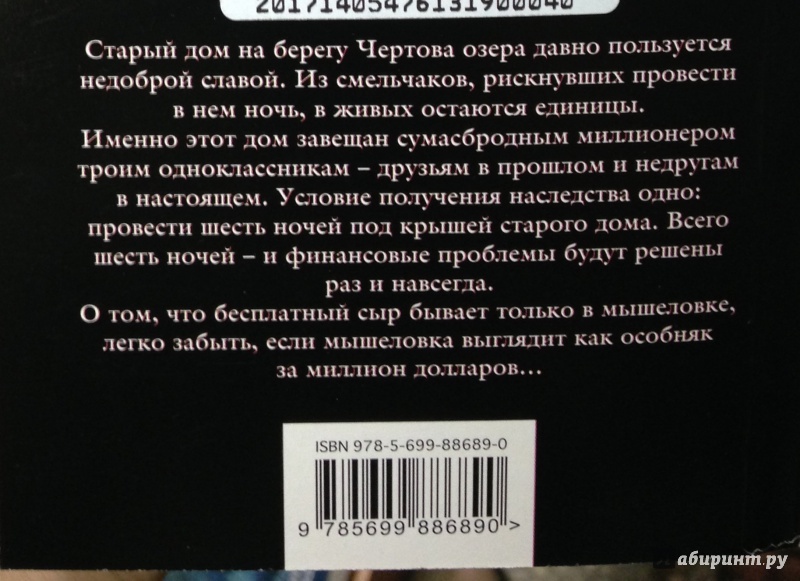 20171405476131900040
Старый дом на берегу Чертова озера давно пользуется
недоброй славой. Из смельчаков, рискнувших провести
в нем ночь, в живых остаются единицы.
Именно этот дом завещан сумасбродным миллионером
троим одноклассникам – друзьям в прошлом и недругам
в настоящем. Условие получения наследства одно:
провести шесть ночей под крышей старого дома. Всего
шесть ночей – и финансовые проблемы будут решены
раз и навсегда.
О том, что бесплатный сыр бывает только в мышеловке,
легко забыть, если мышеловка выглядит как особняк
за миллион долларов...
ISBN 978-5-699-88689-0
9 785699 886890 >
абиринт.ру